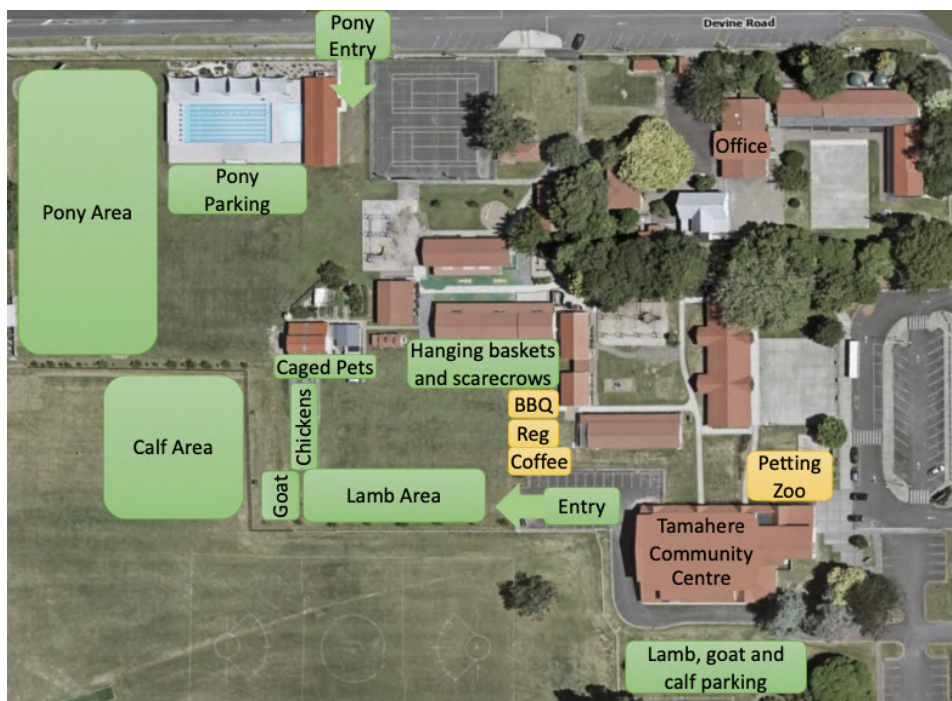 Pony
Entry
Devine Road
Office
Pony
Parking
Pony Area
Caged Pets
Hanging baskets
and scarecrows
Chickens
BBQ
Reg
Coffee
Calf Area
Goat
Lamb Area
Entry
Petting
Zoo
Tamahere
Community
Centre
Lamb, goat and
calf parking